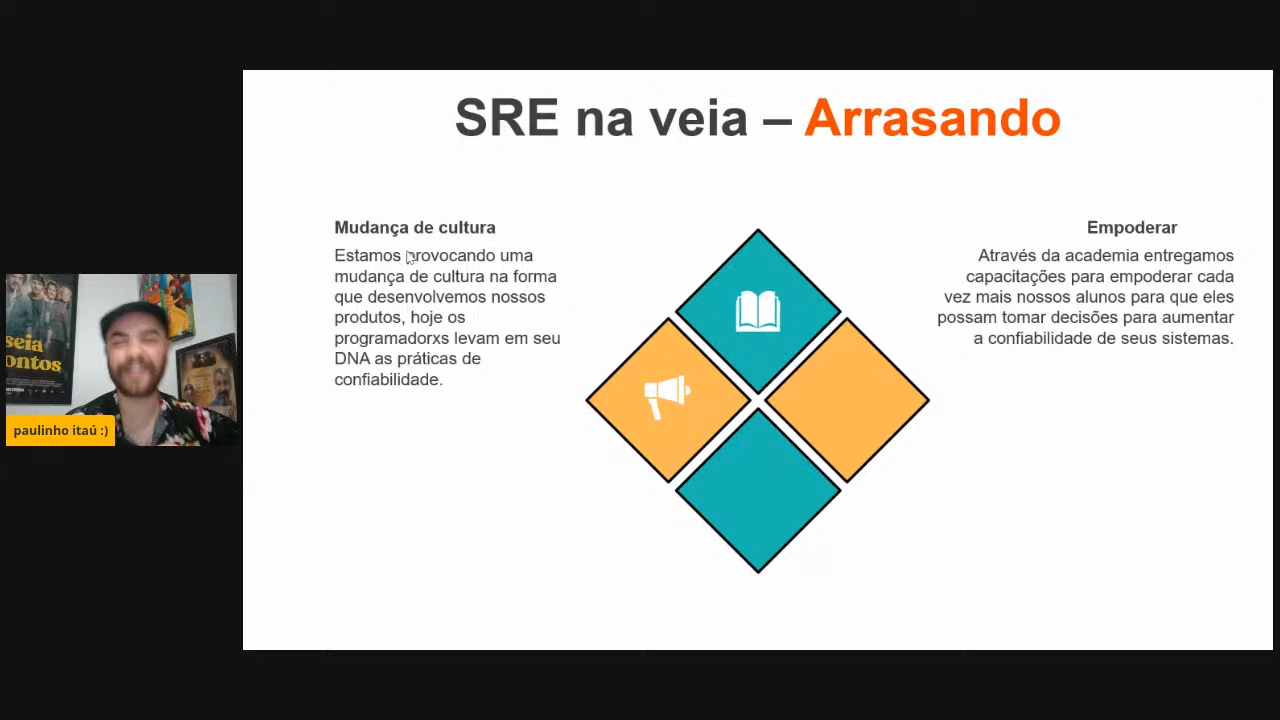 SRE na veia – Arrasando
Mudança de cultura
Estamos provocando uma
mudança de cultura na forma
que desenvolvemos nossos
produtos, hoje os
programadorxs levam em seu
DNA as práticas de
confiabilidade.
Empoderar
Através da academia entregamos
capacitações para empoderar cada
vez mais nossos alunos para que eles
possam tomar decisões para aumentar
a confiabilidade de seus sistemas.
seia
ontos
paulinho itaú :)